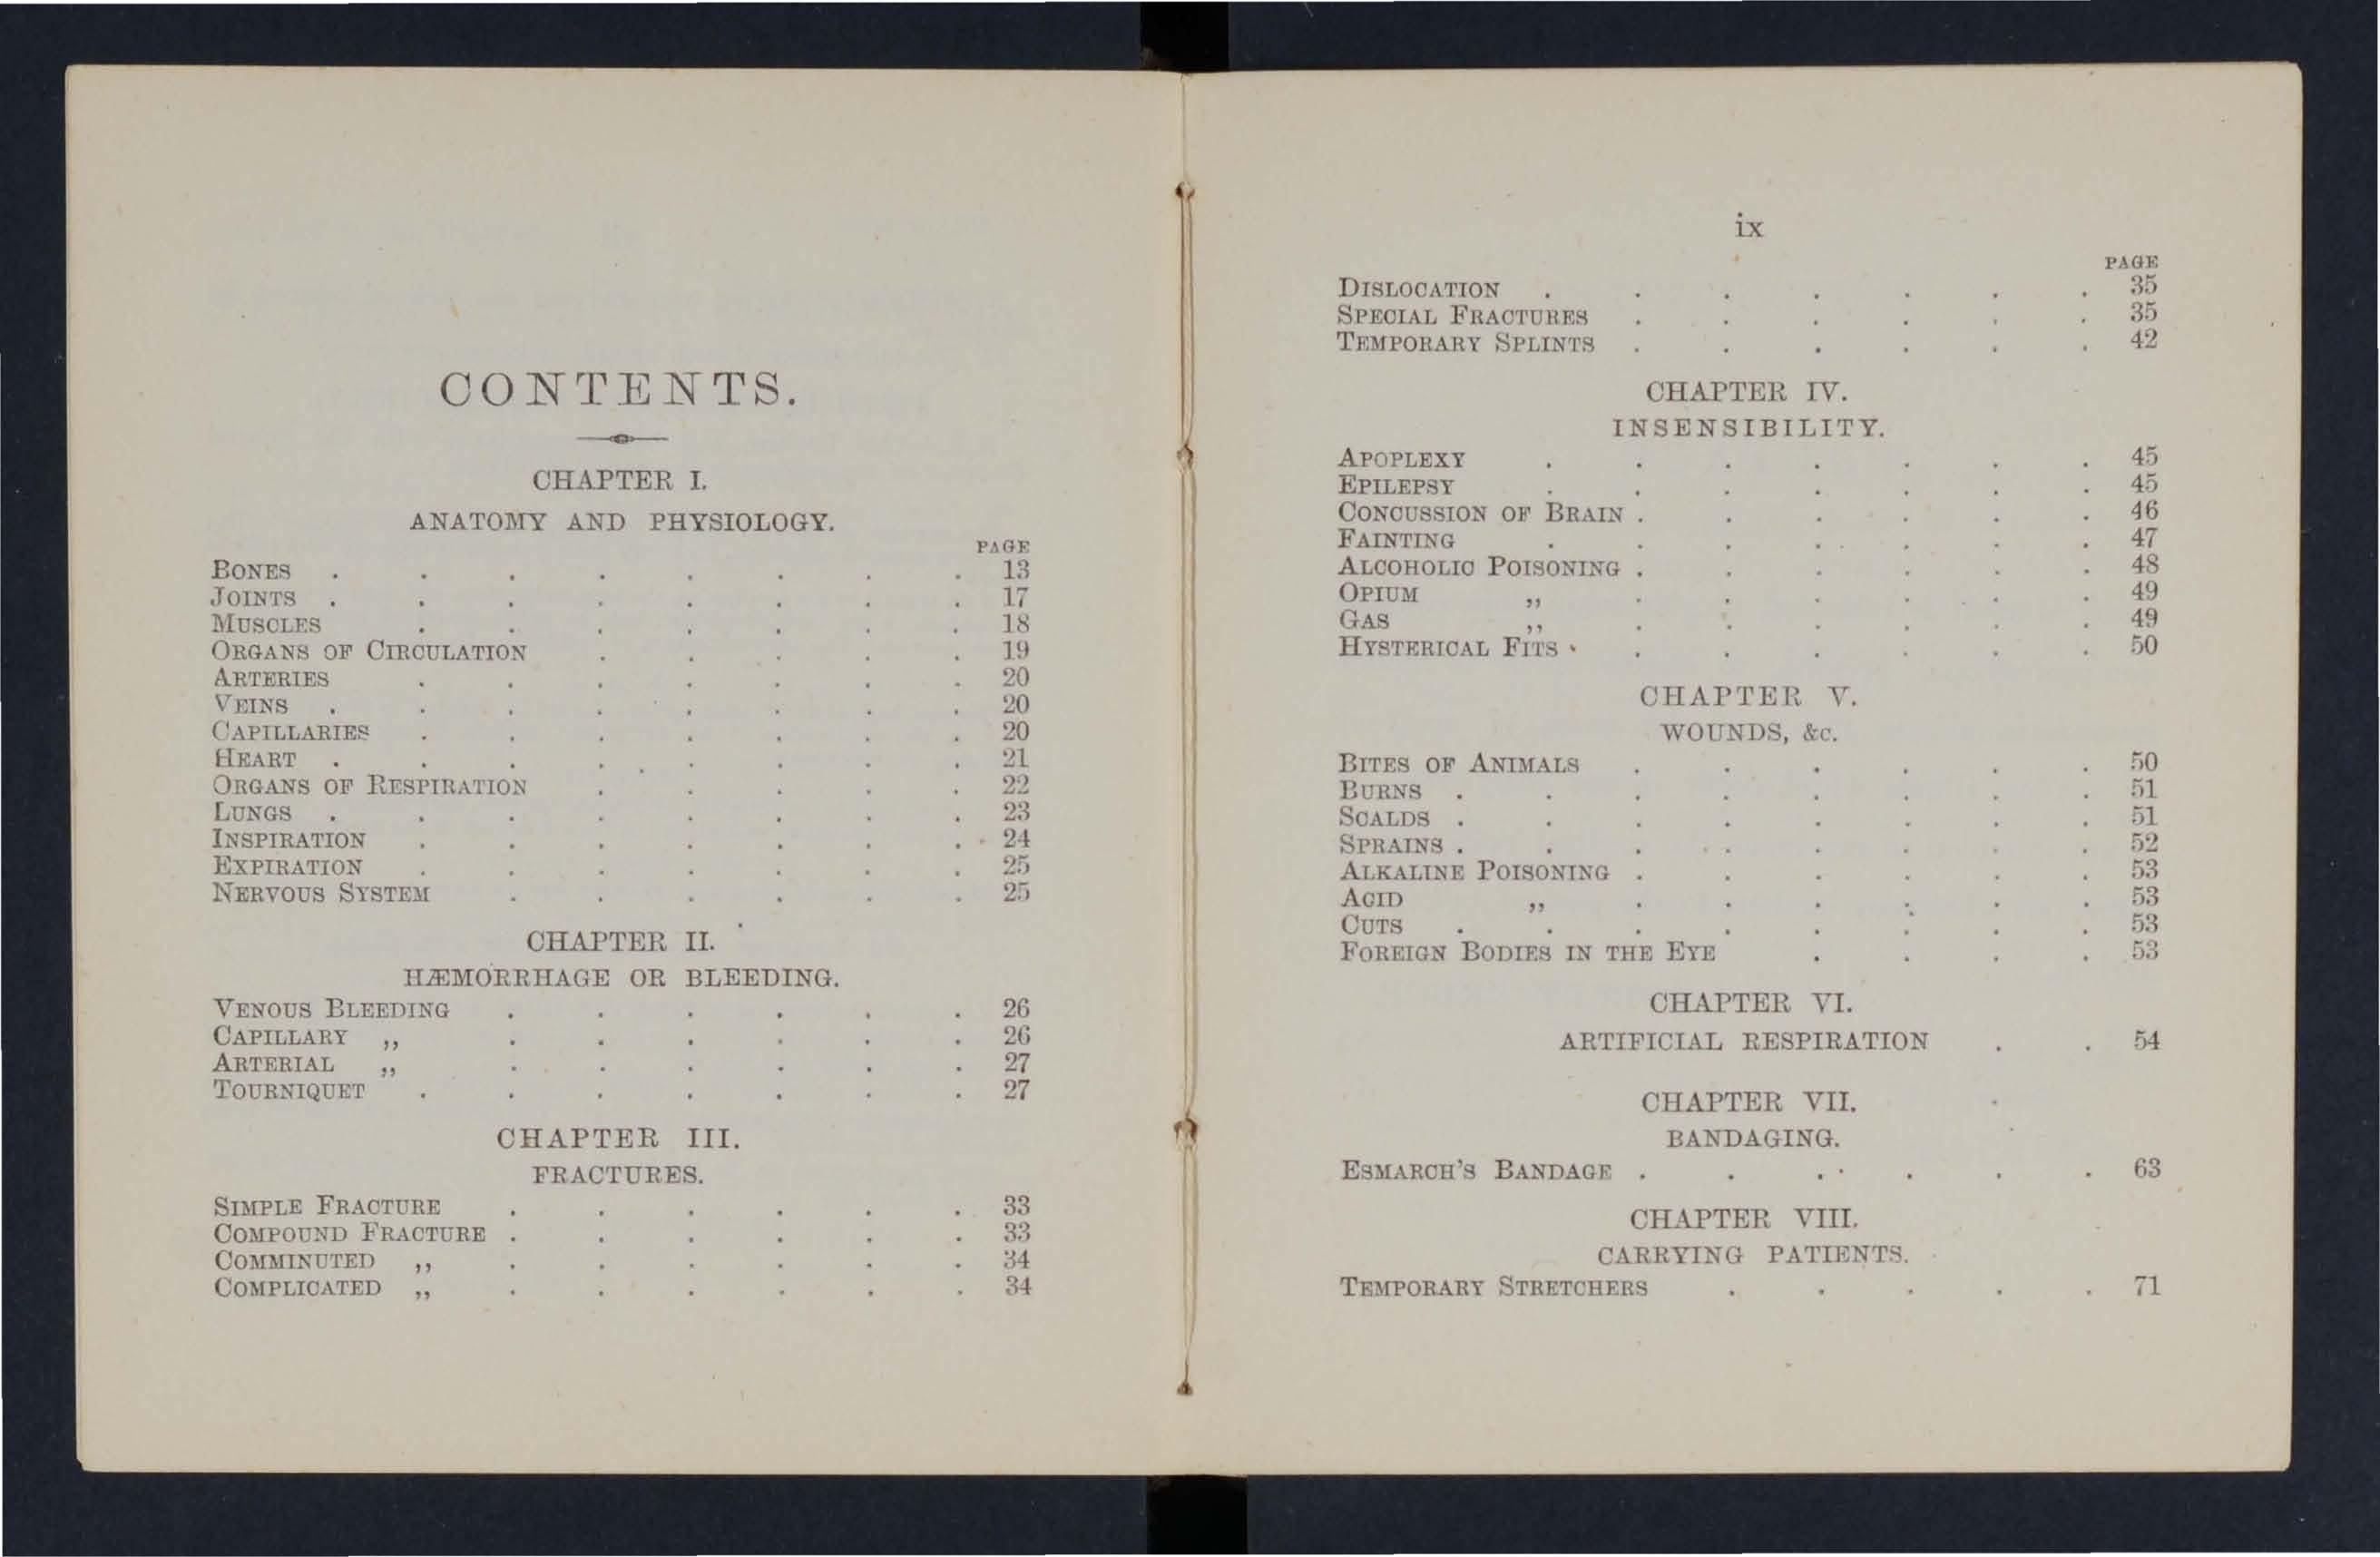 CONTENTS.
CHAPTER I.
ANATOMY AND PHYSIOLOGY.
PAGE
BONES . . . . . . . . 13
JOINTS . . . . . . . . 17
MUSCLES . . . . . . . 18
ORGANS OF CIRCULATION . . . . . 19
ARTERIES . . . . . . . 20
VEINS . . . . . . . . 20
CAPILLARIES . . . . . . . 20
HEART . . . . . . . . 21
ORGANS OF RESPIRATION . . . . . 22
LUNGS . . . . . . . . 23
INSPIRATION . . . . . . . 24
EXPIRATION . . . . . . . 25
NERVOUS SYSTEM . . . . . . 25
CHAPTER II.
HÆMORRHAGE OR BLEEDING.
VENOUS BLEEDING . . . . . . 26
CAPILLARY ,, . . . . . . 26
ARTERIAL ,, . . . . . . 27
TOURNIQUET . . . . . . . 27
CHAPTER III.
FRACTURES.
SIMPLE FRACTURE . . . . . . 33
COMPOUND FRACTURE . . . . . . 33
COMMINUTED ,, . . . . . . 34
COMPLICATED ,, . . . . . . 34
ix
PAGE
DISLOCATION . . . . . . . 35
SPECIAL FRACTURES . . . . . . 35
TEMPORARY SPLINTS . . . . . . 42
CHAPTER IV.
INSENSIBILITY.
APOPLEXY . . . . . . . 45
EPILEPSY . . . . . . . 45
CONCUSSION OF BRAIN . . . . . . 46
FAINTING . . . . . . . 47
ALCOHOLIC POISONING . . . . . . 48
OPIUM ,, . . . . . . 49
GAS ,, . . . . . . 49
HYSTERICAL FITS . . . . . . . 50
CHAPTER V.
WOUNDS, &c.
BITES OF ANIMALS . . . . . . 50
BURNS . . . . . . . . 51
SCALDS . . . . . . . . 51
SPRAINS . . . . . . . . 52
ALKALINE POISONING . . . . . . 53
ACID ,, . . . . . . 53
CUTS . . . . . . . . 53
FOREIGN BODIES IN THE EYE . . . . 53
CHAPTER VI.
ARTIFICIAL RESPIRATION . . 54
CHAPTER VII.
BANDAGING.
ESMARCH'S BANDAGE . . . . . . 63
CHAPTER VIII.
CARRYING PATIENTS.
TEMPORARY STRETCHERS . . . . . 71